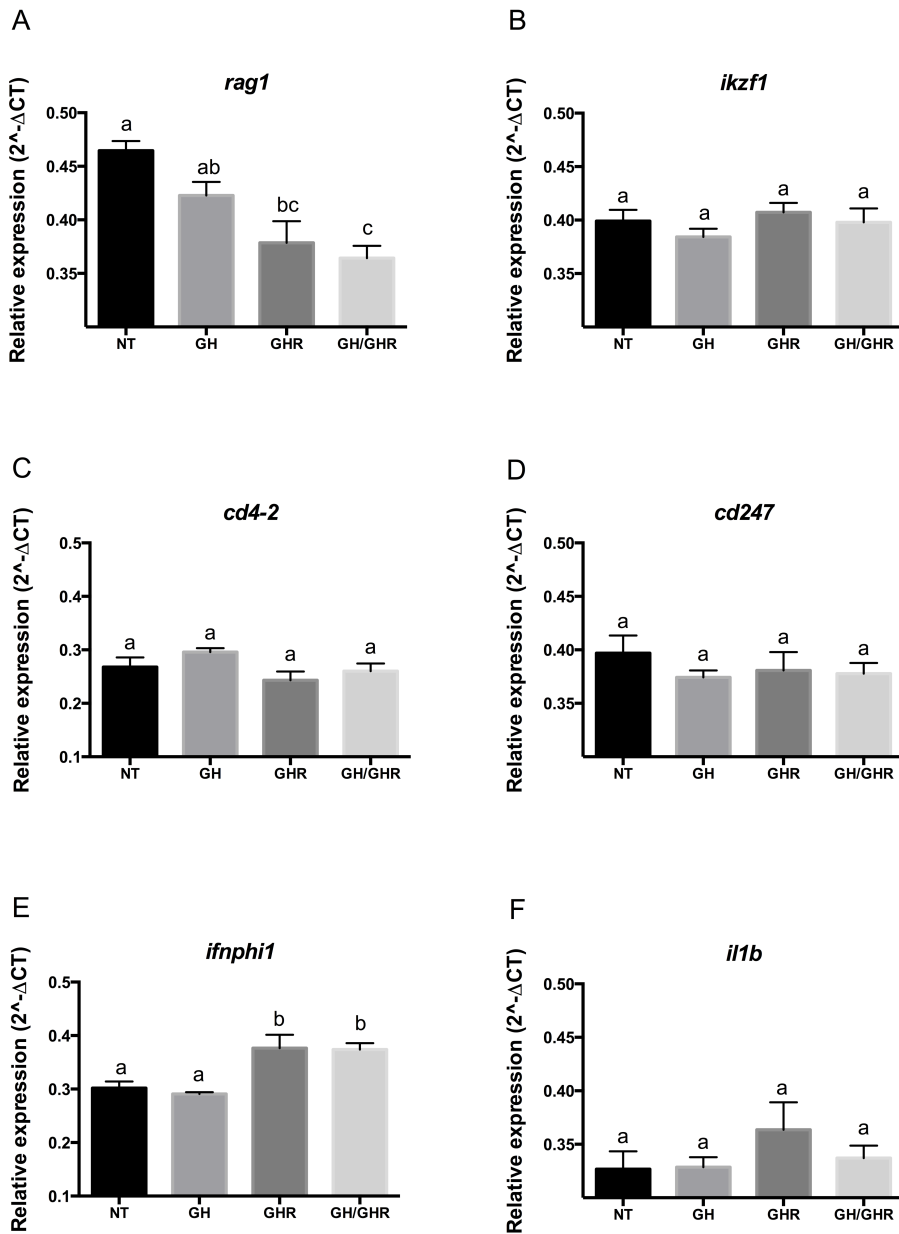 A
rag1
Relative expression (2^-ΔCT)
0.50
0.45
0.40
0.35
a
ab
bc
c
NT GH GHR GH/GHR
B
ikzf1
Relative expression (2^-ΔCT)
0.50
0.45
0.40
0.35
a
a
a
a
NT GH GHR GH/GHR
C
cd4-2
Relative expression (2^-ΔCT)
0.5
0.4
0.3
0.2
0.1
a
a
a
a
NT GH GHR GH/GHR
D
cd247
Relative expression (2^-ΔCT)
0.50
0.45
0.40
0.35
a
a
a
a
NT GH GHR GH/GHR
E
ifnphi1
Relative expression (2^-ΔCT)
0.5
0.4
0.3
0.2
0.1
a
a
b
b
NT GH GHR GH/GHR
F
il1b
Relative expression (2^-ΔCT)
0.50
0.45
0.40
0.35
a
a
a
a
NT GH GHR GH/GHR